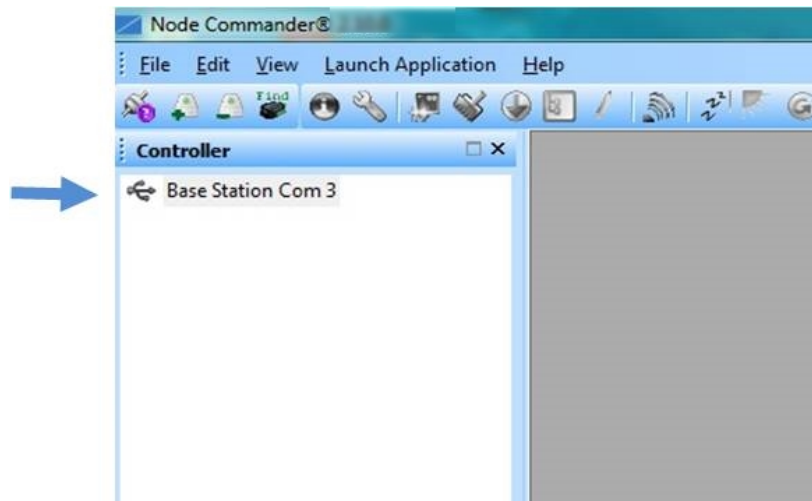 Node Commander®
File Edit View Launch Application Help
Find
Controller
Base Station Com 3